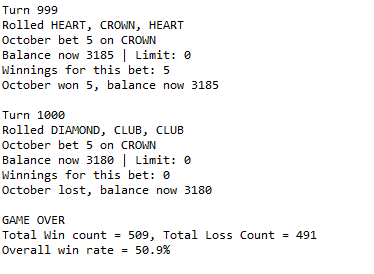 Turn 999
Rolled HEART, CROWN, HEART
October bet 5 on CROWN
Balance now 3185 | Limit: 0
Winnings for this bet: 5
October won 5, balance now 3185
Turn 1000
Rolled DIAMOND, CLUB, CLUB
October bet 5 on CROWN
Balance now 3180 | Limit: 0
Winnings for this bet: 0
October lost, balance now 3180
GAME OVER
Total Win count = 509, Total Loss Count = 491
Overall win rate = 50.9%